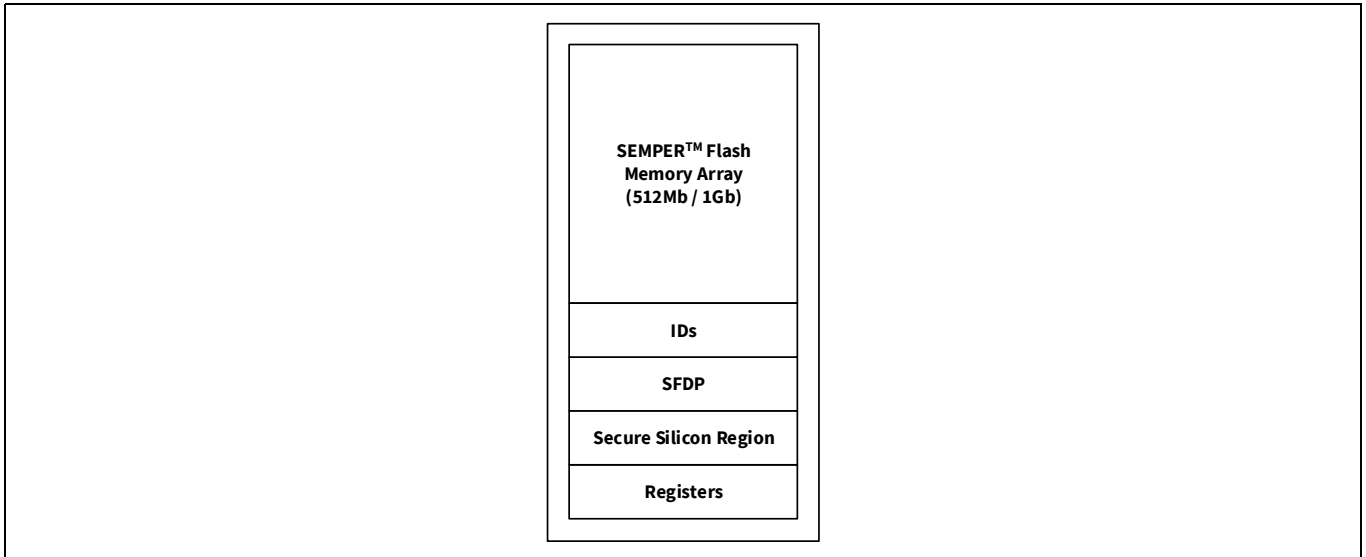 SEMPER™ Flash
Memory Array
(512Mb / 1Gb)
IDs
SFDP
Secure Silicon Region
Registers